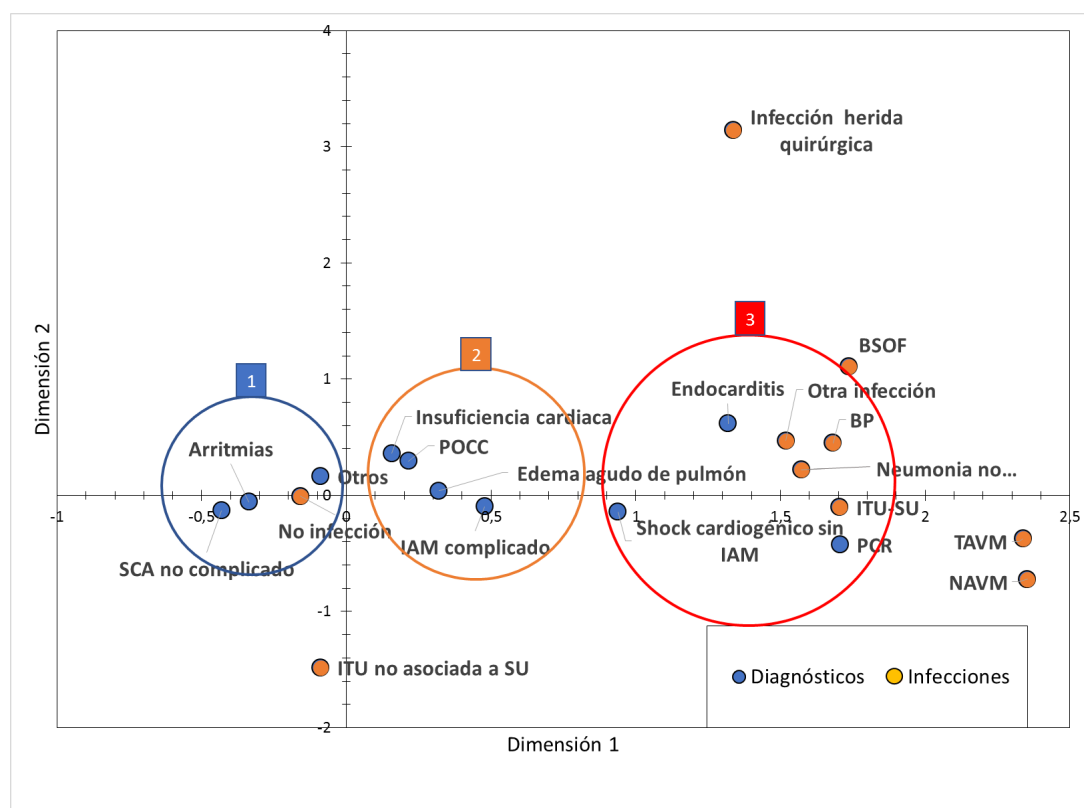 4
Infección herida
quirúrgica
3
Dimensión 2
2
3
2
BSOF
1
1
Endocarditis
Otra infección
Insuficiencia cardiaca
BP
Arritmias
POCC
Neumonia no...
Otros
Edema agudo de pulmón
0
-1
-0,5
0
0,5
1
1,5
2
2,5
ITU-SU
No infección
Shock cardiogénico sin
IAM
IAM complicado
PCR
TAVM
SCA no complicado
NAVM
-1
ITU no asociada a SU
Diagnósticos
Infecciones
-2
Dimensión 1